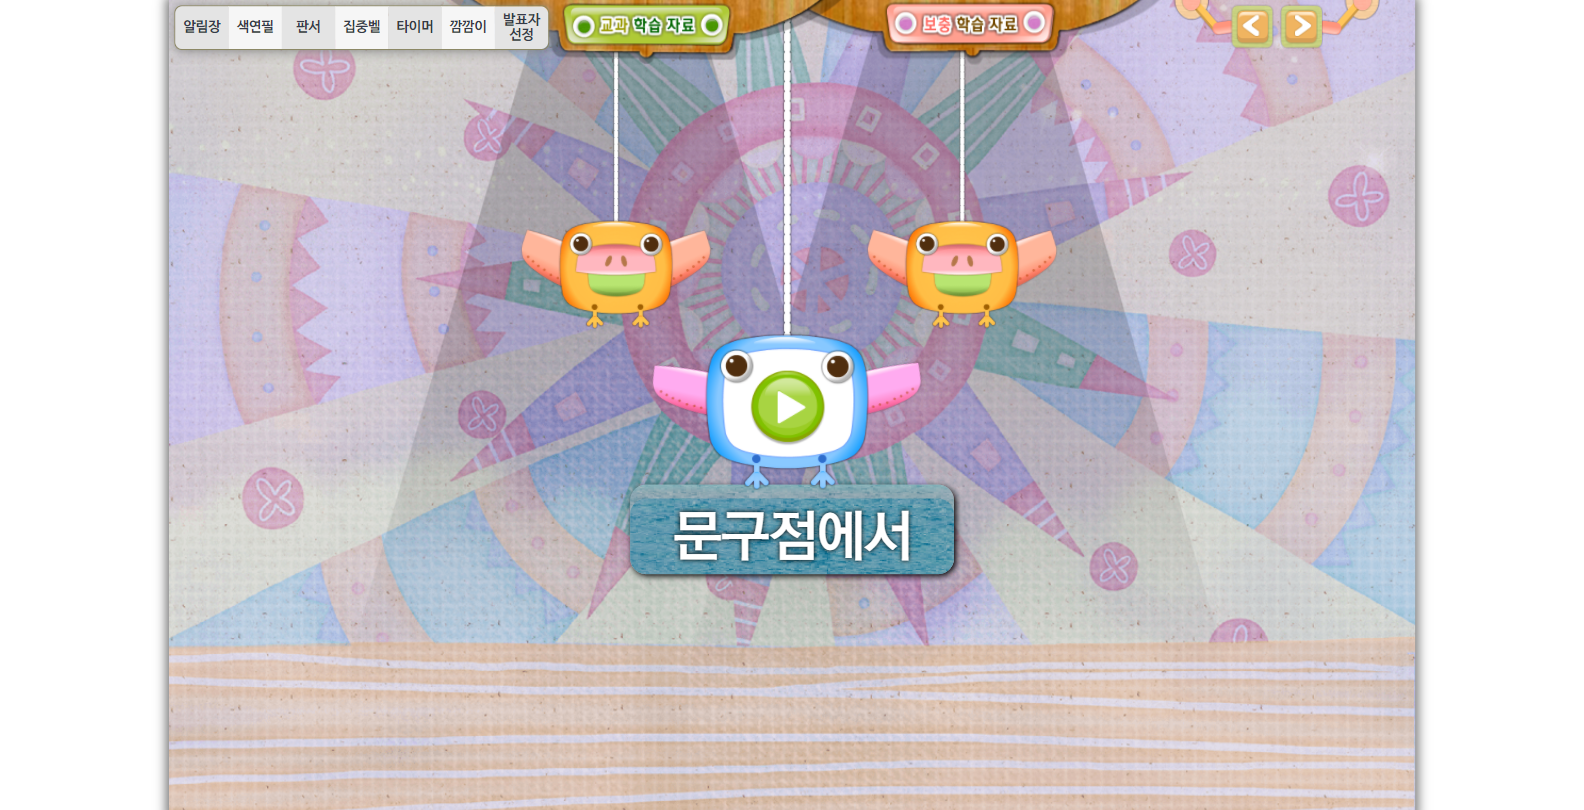 알림장 색연필 판서 집중벨 타이머 깜깜이 발표자
선정
교과 학습 자료
보충 학습 자료
문구점에서